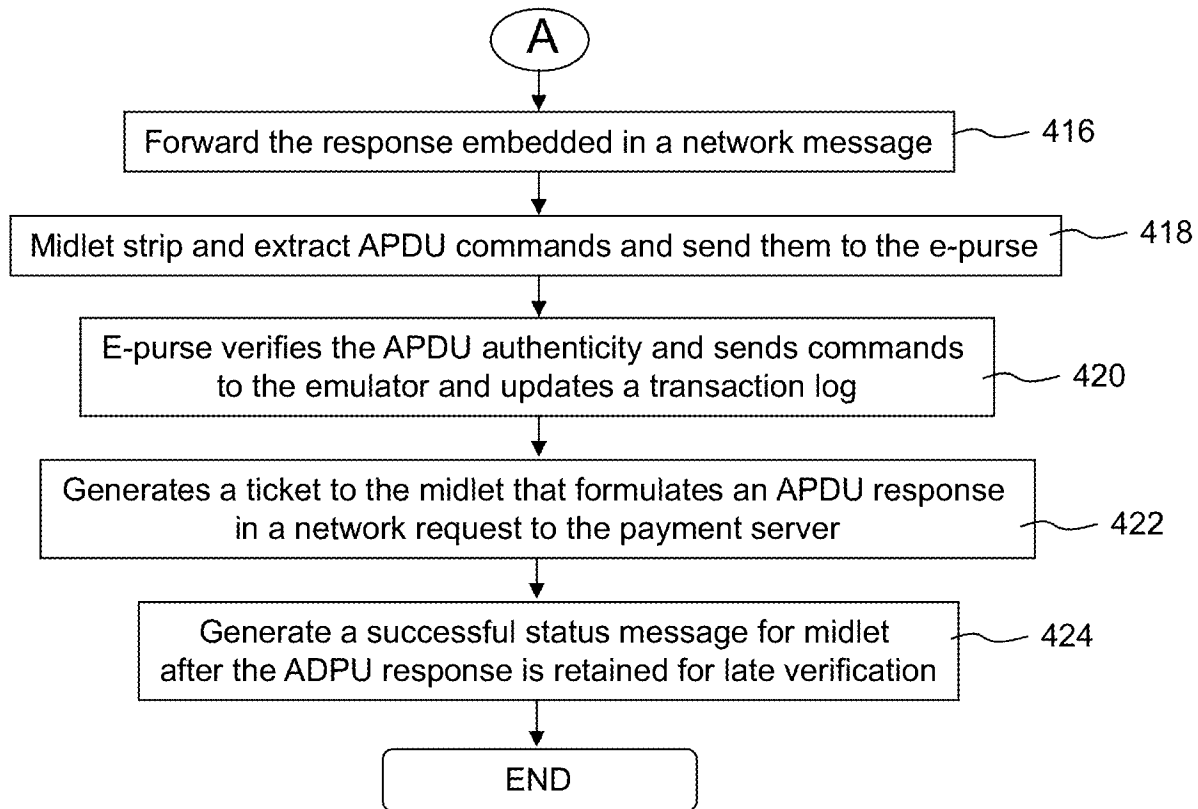 A
Forward the response embedded in a network message
416
Midlet strip and extract APDU commands and send them to the e-purse
418
E-purse verifies the APDU authenticity and sends commands
to the emulator and updates a transaction log
420
Generates a ticket to the midlet that formulates an APDU response
in a network request to the payment server
422
Generate a successful status message for midlet
after the ADPU response is retained for late verification
424
END